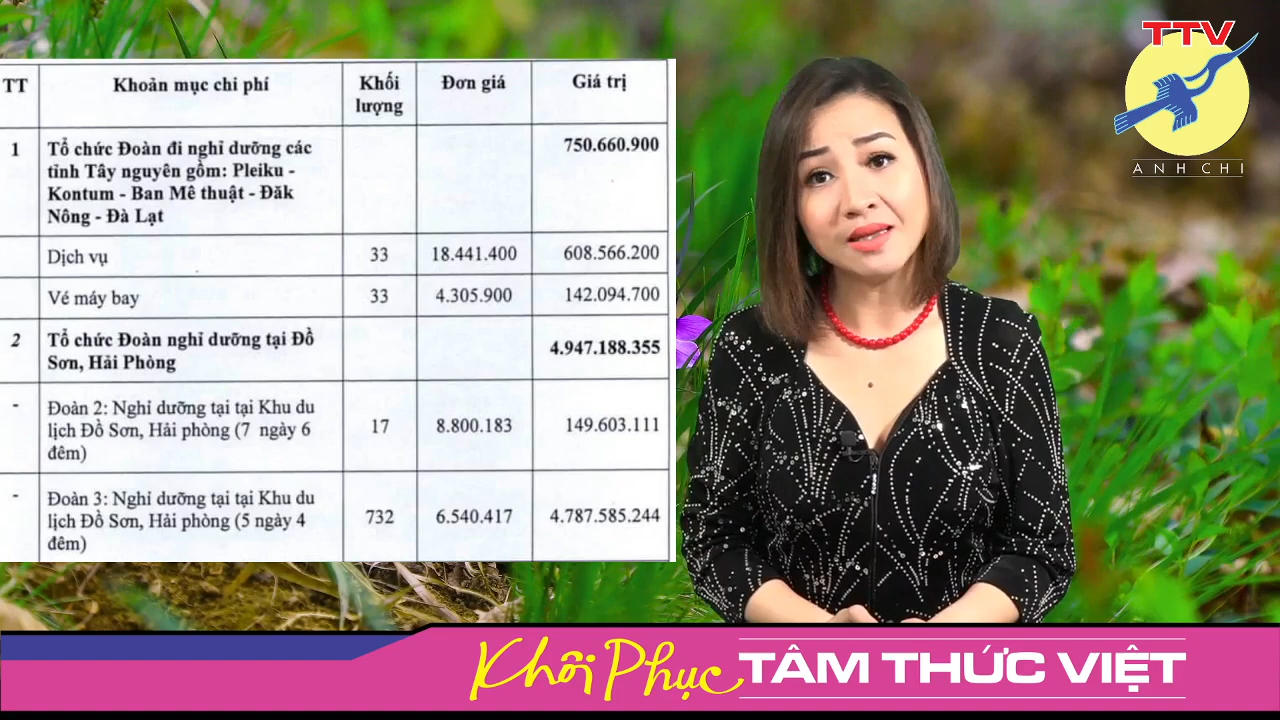 TTV
ANH CHI
TT Khoản mục chi phí Khối lượng Đơn giá Giá trị
1 Tổ chức Đoàn đi nghỉ dưỡng các 750.660.900
tỉnh Tây nguyên gồm: Pleiku -
Kontum - Ban Mê thuật - Đăk
Nông - Đà Lạt
Dịch vụ 33 18.441.400 608.566.200
Vé máy bay 33 4.305.900 142.094.700
2 Tổ chức Đoàn nghỉ dưỡng tại Đồ 4.947.188.355
Sơn, Hải Phòng
- Đoàn 2: Nghỉ dưỡng tại tại Khu du
lịch Đồ Sơn, Hải phòng (7 ngày 6 17 8.800.183 149.603.111
đêm)
- Đoàn 3: Nghỉ dưỡng tại tại Khu du
lịch Đồ Sơn, Hải phòng (5 ngày 4 732 6.540.417 4.787.585.244
đêm)
Khôi Phục TÂM THỨC VIỆT